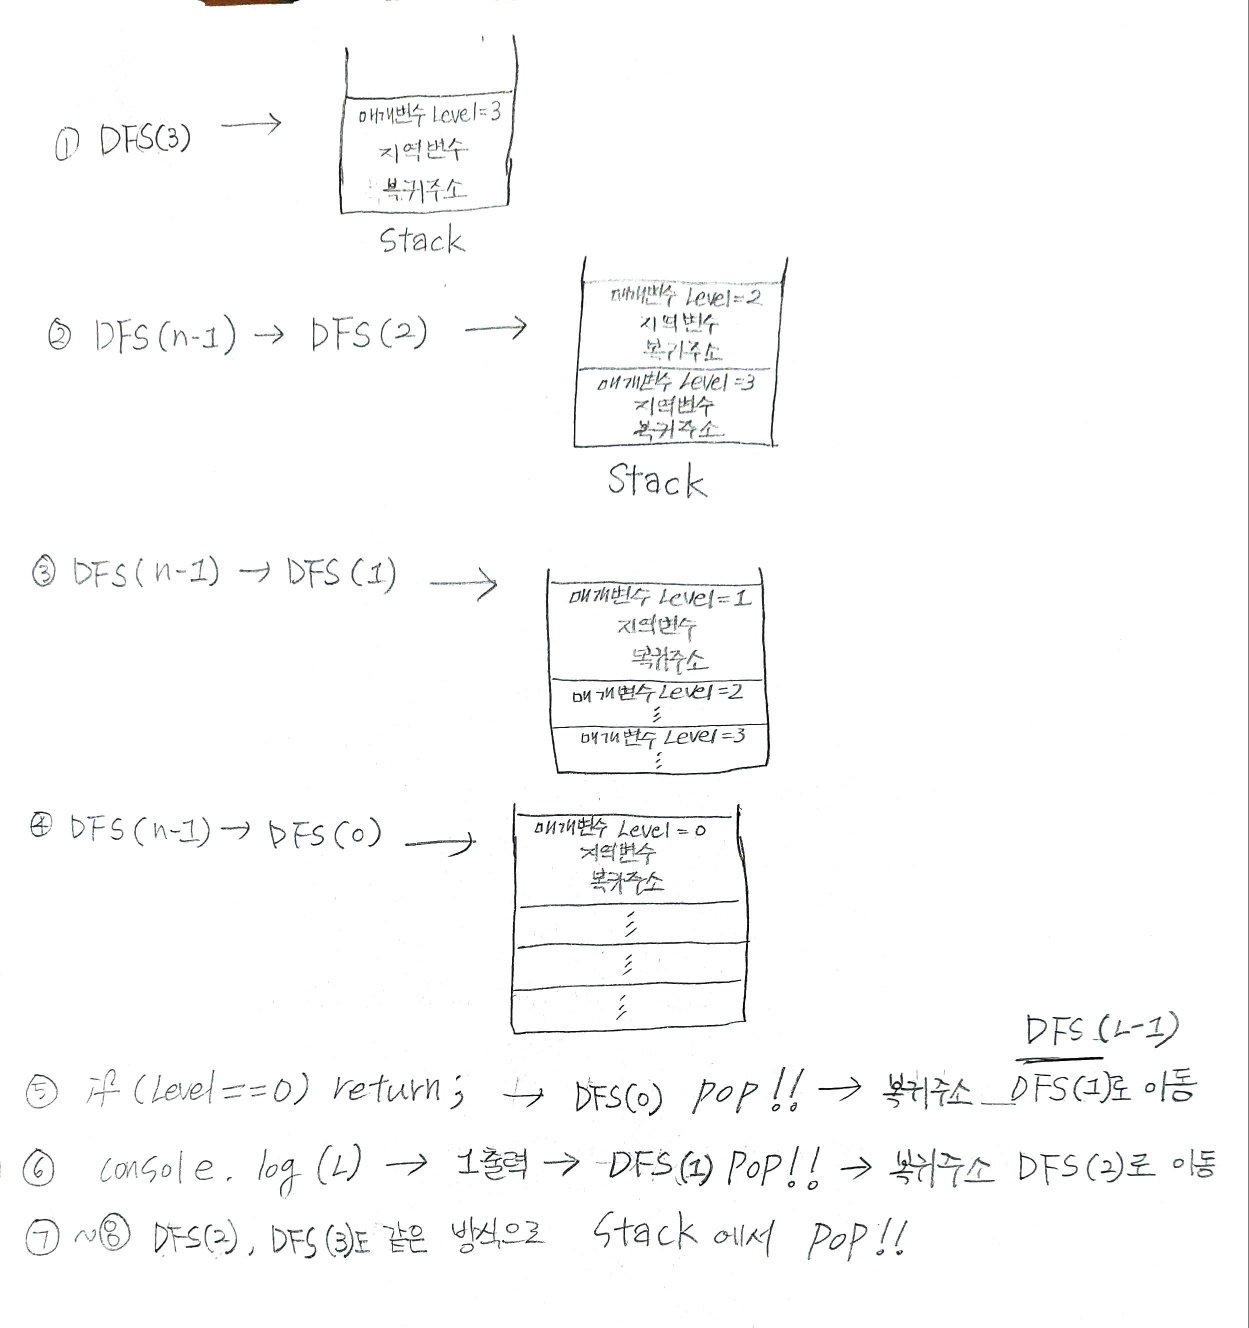 ① DFS(3) →
매개변수 Level=3
지역변수
복귀주소
Stack
② DFS(n-1) → DFS(2) →
매개변수 Level=2
지역변수
복귀주소
매개변수 Level=3
지역변수
복귀주소
Stack
③ DFS(n-1) → DFS(1) →
매개변수 Level=1
지역변수
복귀주소
매개변수 Level=2
⋮
매개변수 Level=3
⋮
④ DFS(n-1) → DFS(0) →
매개변수 Level=0
지역변수
복귀주소
⋮
⋮
⋮
DFS(L-1)
⑤ if (Level==0) return; → DFS(0) pop!! → 복귀주소 DFS(1)로 이동
⑥ console.log(L) → 1출력 → DFS(1) POP!! → 복귀주소 DFS(2)로 이동
⑦~⑧ DFS(2), DFS(3)도 같은 방식으로 Stack에서 POP!!